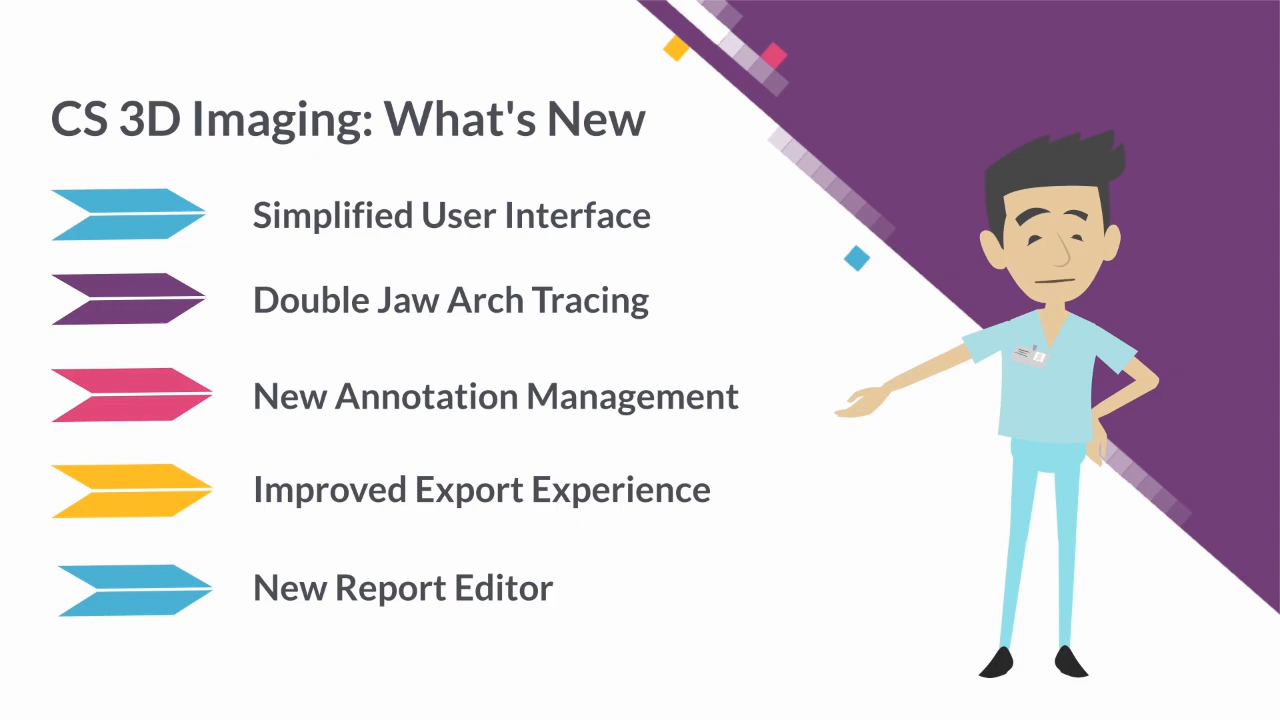 CS 3D Imaging: What's New
Simplified User Interface
Double Jaw Arch Tracing
New Annotation Management
Improved Export Experience
New Report Editor